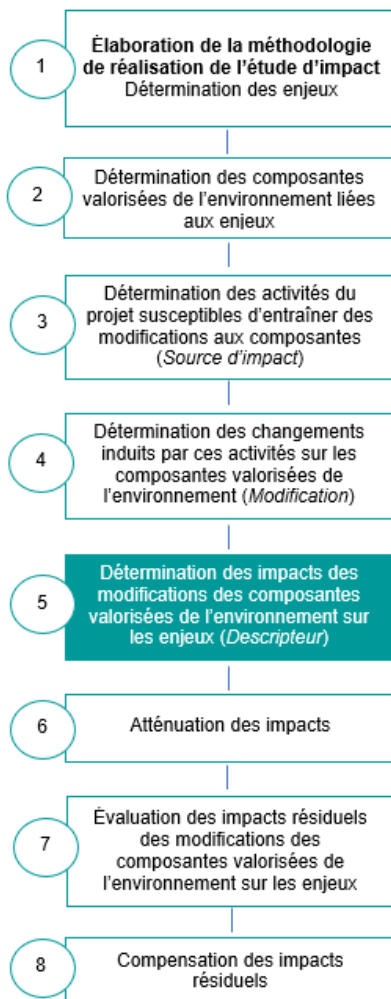 1
Élaboration de la méthodologie
de réalisation de l'étude d'impact
Détermination des enjeux
2
Détermination des composantes
valorisées de l'environnement liées
aux enjeux
3
Détermination des activités du
projet susceptibles d'entraîner des
modifications aux composantes
(Source d'impact)
4
Détermination des changements
induits par ces activités sur les
composantes valorisées de
l'environnement (Modification)
5
Détermination des impacts des
modifications des composantes
valorisées de l'environnement sur
les enjeux (Descripteur)
6
Atténuation des impacts
7
Évaluation des impacts résiduels
des modifications des
composantes valorisées de
l'environnement sur les enjeux
8
Compensation des impacts
résiduels